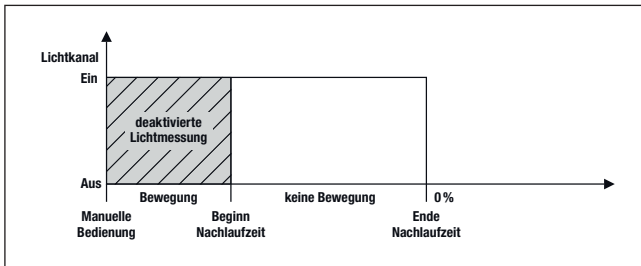 Lichtkanal
Ein
deaktivierte
Lichtmessung
Aus
Bewegung
keine Bewegung
0 %
Manuelle
Bedienung
Beginn
Nachlaufzeit
Ende
Nachlaufzeit